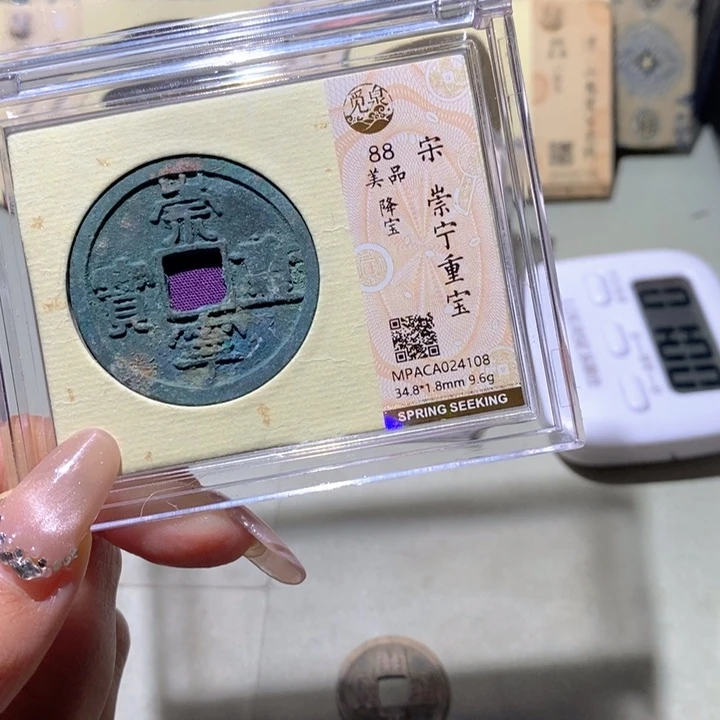 崇
重
寧
寶
觅泉
宋 崇宁重宝
88
美品
降宝
MPACA024108
34.8*1.8mm 9.6g
SPRING SEEKING